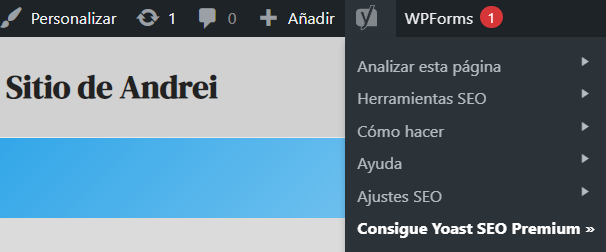 Personalizar 1 0 Añadir WPForms 1
Sitio de Andrei
Analizar esta página
Herramientas SEO
Cómo hacer
Ayuda
Ajustes SEO
Consigue Yoast SEO Premium »